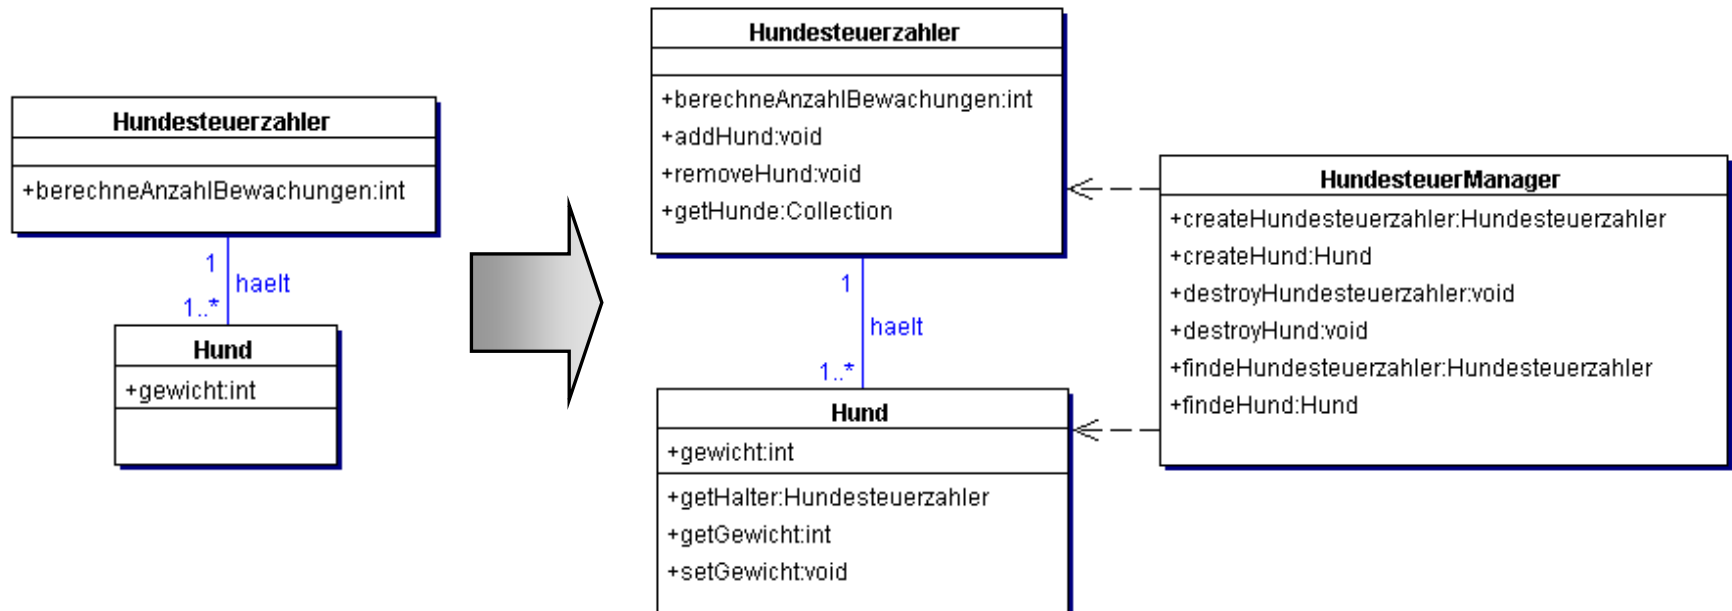 Hundesteuerzahler
+berechneAnzahlBewachungen:int
1
haelt
1..*
Hund
+gewicht:int
Hundesteuerzahler
+berechneAnzahlBewachungen:int
+addHund:void
+removeHund:void
+getHunde:Collection
1
haelt
1..*
Hund
+gewicht:int
+getHalter:Hundesteuerzahler
+getGewicht:int
+setGewicht:void
HundesteuerManager
+createHundesteuerzahler:Hundesteuerzahler
+createHund:Hund
+destroyHundesteuerzahler:void
+destroyHund:void
+findeHundesteuerzahler:Hundesteuerzahler
+findeHund:Hund